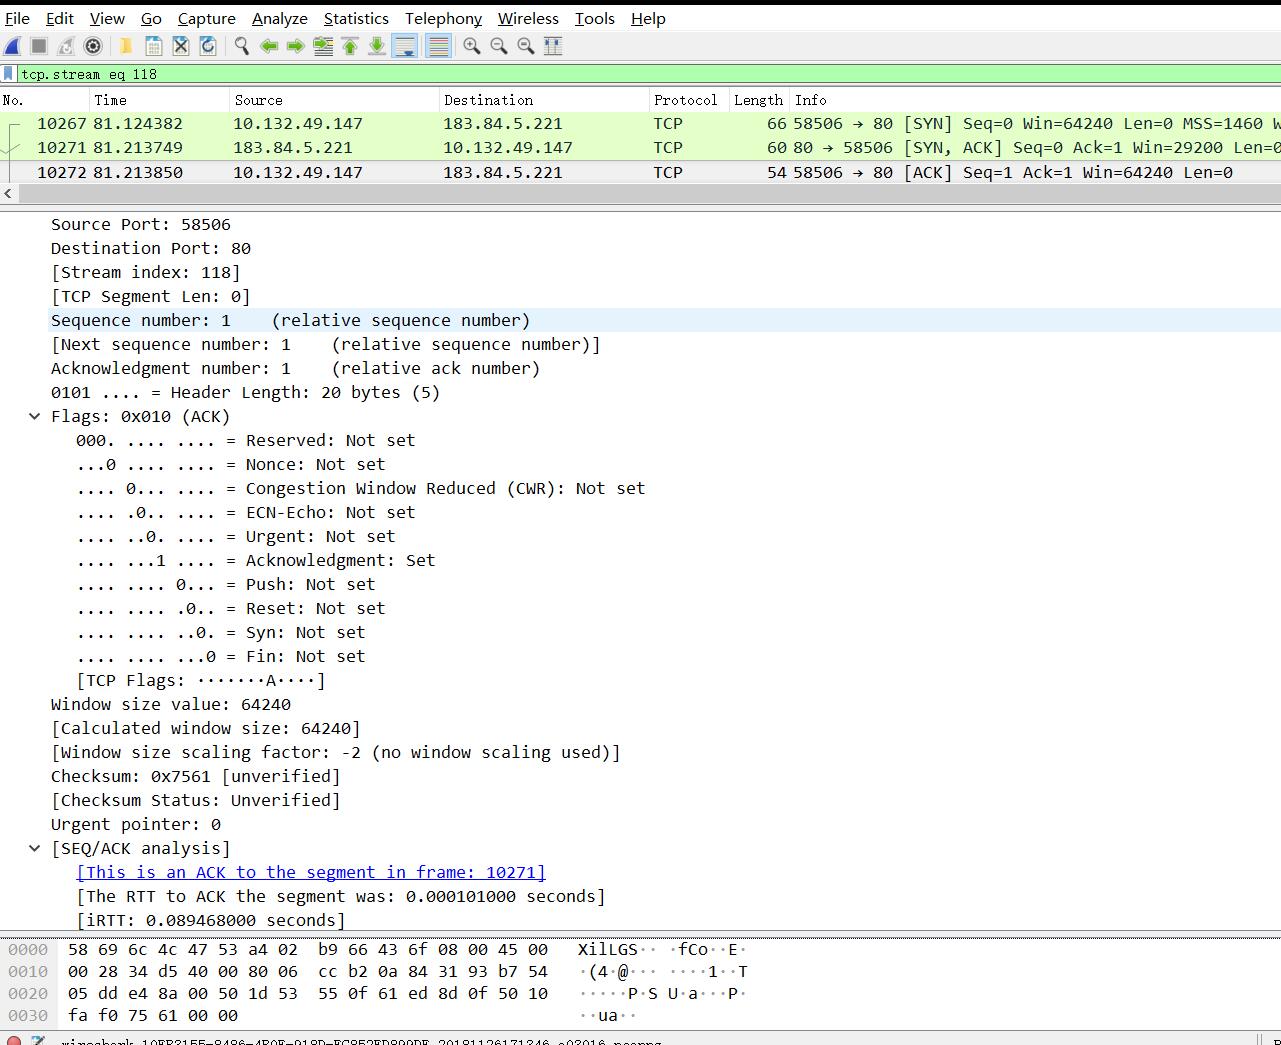 File Edit View Go Capture Analyze Statistics Telephony Wireless Tools Help
tcp.stream eq 118
No. Time Source Destination Protocol Length Info
10267 81.124382 10.132.49.147 183.84.5.221 TCP 66 58506 → 80 [SYN] Seq=0 Win=64240 Len=0 MSS=1460 W
10271 81.213749 183.84.5.221 10.132.49.147 TCP 60 80 → 58506 [SYN, ACK] Seq=0 Ack=1 Win=29200 Len=0
10272 81.213850 10.132.49.147 183.84.5.221 TCP 54 58506 → 80 [ACK] Seq=1 Ack=1 Win=64240 Len=0
Source Port: 58506
Destination Port: 80
[Stream index: 118]
[TCP Segment Len: 0]
Sequence number: 1 (relative sequence number)
[Next sequence number: 1 (relative sequence number)]
Acknowledgment number: 1 (relative ack number)
0101 .... = Header Length: 20 bytes (5)
Flags: 0x010 (ACK)
000. .... .... = Reserved: Not set
...0 .... .... = Nonce: Not set
.... 0... .... = Congestion Window Reduced (CWR): Not set
.... .0.. .... = ECN-Echo: Not set
.... ..0. .... = Urgent: Not set
.... ...1 .... = Acknowledgment: Set
.... .... 0... = Push: Not set
.... .... .0.. = Reset: Not set
.... .... ..0. = Syn: Not set
.... .... ...0 = Fin: Not set
[TCP Flags: ·······A····]
Window size value: 64240
[Calculated window size: 64240]
[Window size scaling factor: -2 (no window scaling used)]
Checksum: 0x7561 [unverified]
[Checksum Status: Unverified]
Urgent pointer: 0
[SEQ/ACK analysis]
[This is an ACK to the segment in frame: 10271]
[The RTT to ACK the segment was: 0.000101000 seconds]
[iRTT: 0.089468000 seconds]
0000 58 69 6c 4c 47 53 a4 02 b9 66 43 6f 08 00 45 00 XilLGS·· ·fCo··E·
0010 00 28 34 d5 40 00 80 06 cc b2 0a 84 31 93 b7 54 ·(4·@··· ····1··T
0020 05 dd e4 8a 00 50 1d 53 55 0f 61 ed 8d 0f 50 10 ·····P·S U·a···P·
0030 fa f0 75 61 00 00 ··ua··